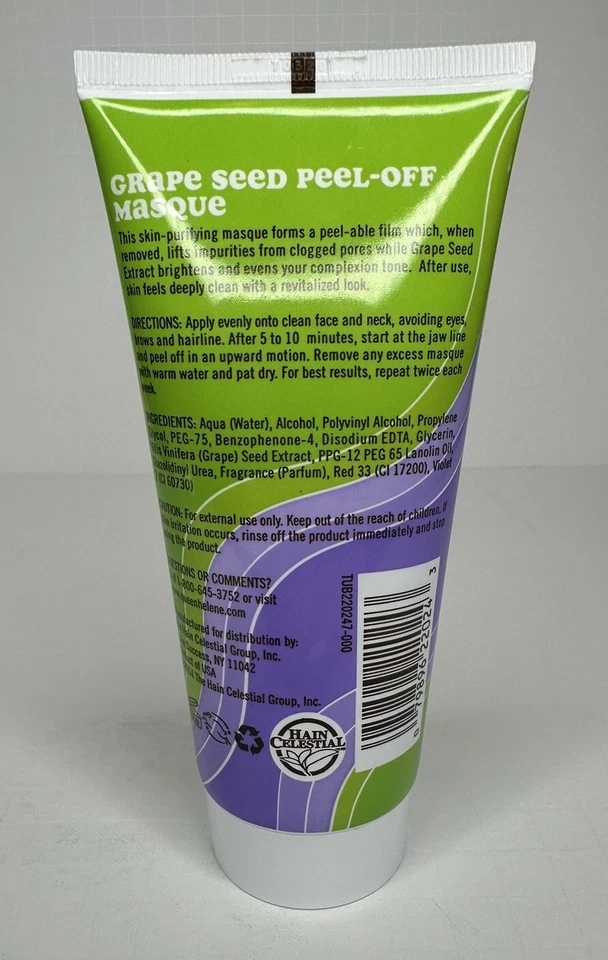 GRAPE SEED PEEL-OFF
MASQUE
This skin-purifying masque forms a peel-able film which, when
removed, lifts impurities from clogged pores while Grape Seed
Extract brightens and evens your complexion tone. After use,
skin feels deeply clean with a revitalized look.
DIRECTIONS: Apply evenly onto clean face and neck, avoiding eyes,
brows and hairline. After 5 to 10 minutes, start at the jaw line
and peel off in an upward motion. Remove any excess masque
with warm water and pat dry. For best results, repeat twice each
week.
INGREDIENTS: Aqua (Water), Alcohol, Polyvinyl Alcohol, Propylene
Glycol, PEG-75, Benzophenone-4, Disodium EDTA, Glycerin,
Vinifera (Grape) Seed Extract, PPG-12 PEG 65 Lanolin Oil,
Urea, Fragrance (Parfum), Red 33 (CI 17200), Violet
(CI 60730)
CAUTION: For external use only. Keep out of the reach of children. If
irritation occurs, rinse off the product immediately and stop
the product.
QUESTIONS OR COMMENTS?
1-800-645-3752 or visit
queenhelene.com
for distribution by:
Hain Celestial Group, Inc.
Success, NY 11042
of USA
The Hain Celestial Group, Inc.
HAIN
CELESTIAL
TUB220247-000
0 79896 22024 3